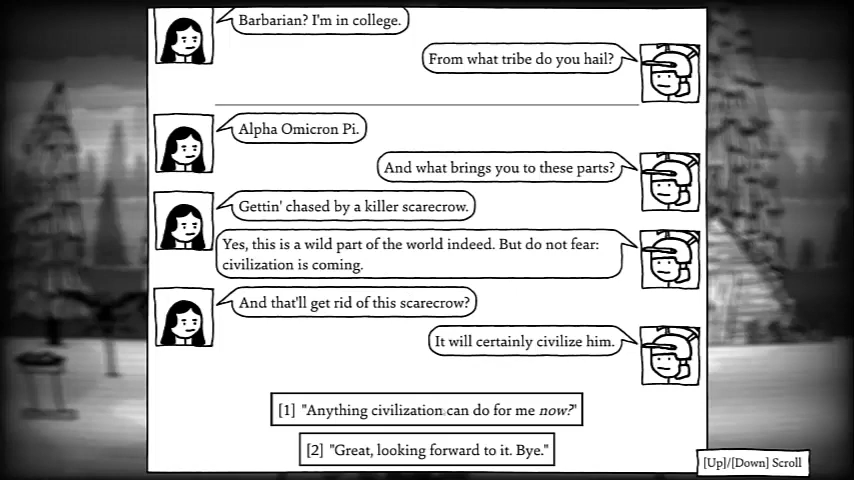 Barbarian? I'm in college.
From what tribe do you hail?
Alpha Omicron Pi.
And what brings you to these parts?
Gettin' chased by a killer scarecrow.
Yes, this is a wild part of the world indeed. But do not fear:
civilization is coming.
And that'll get rid of this scarecrow?
It will certainly civilize him.
[1] "Anything civilization can do for me now?"
[2] "Great, looking forward to it. Bye."
[Up]/[Down] Scroll